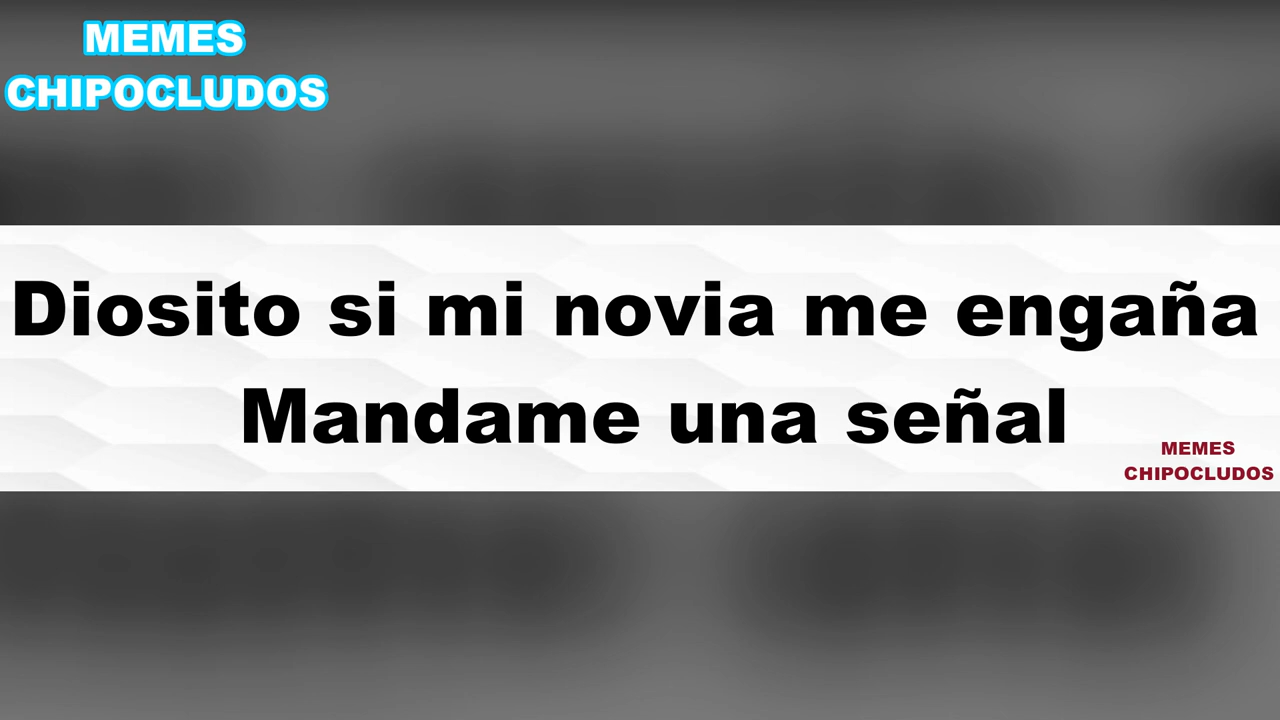 MEMES
CHIPOCLUDOS
Diosito si mi novia me engaña
Mandame una señal
MEMES
CHIPOCLUDOS